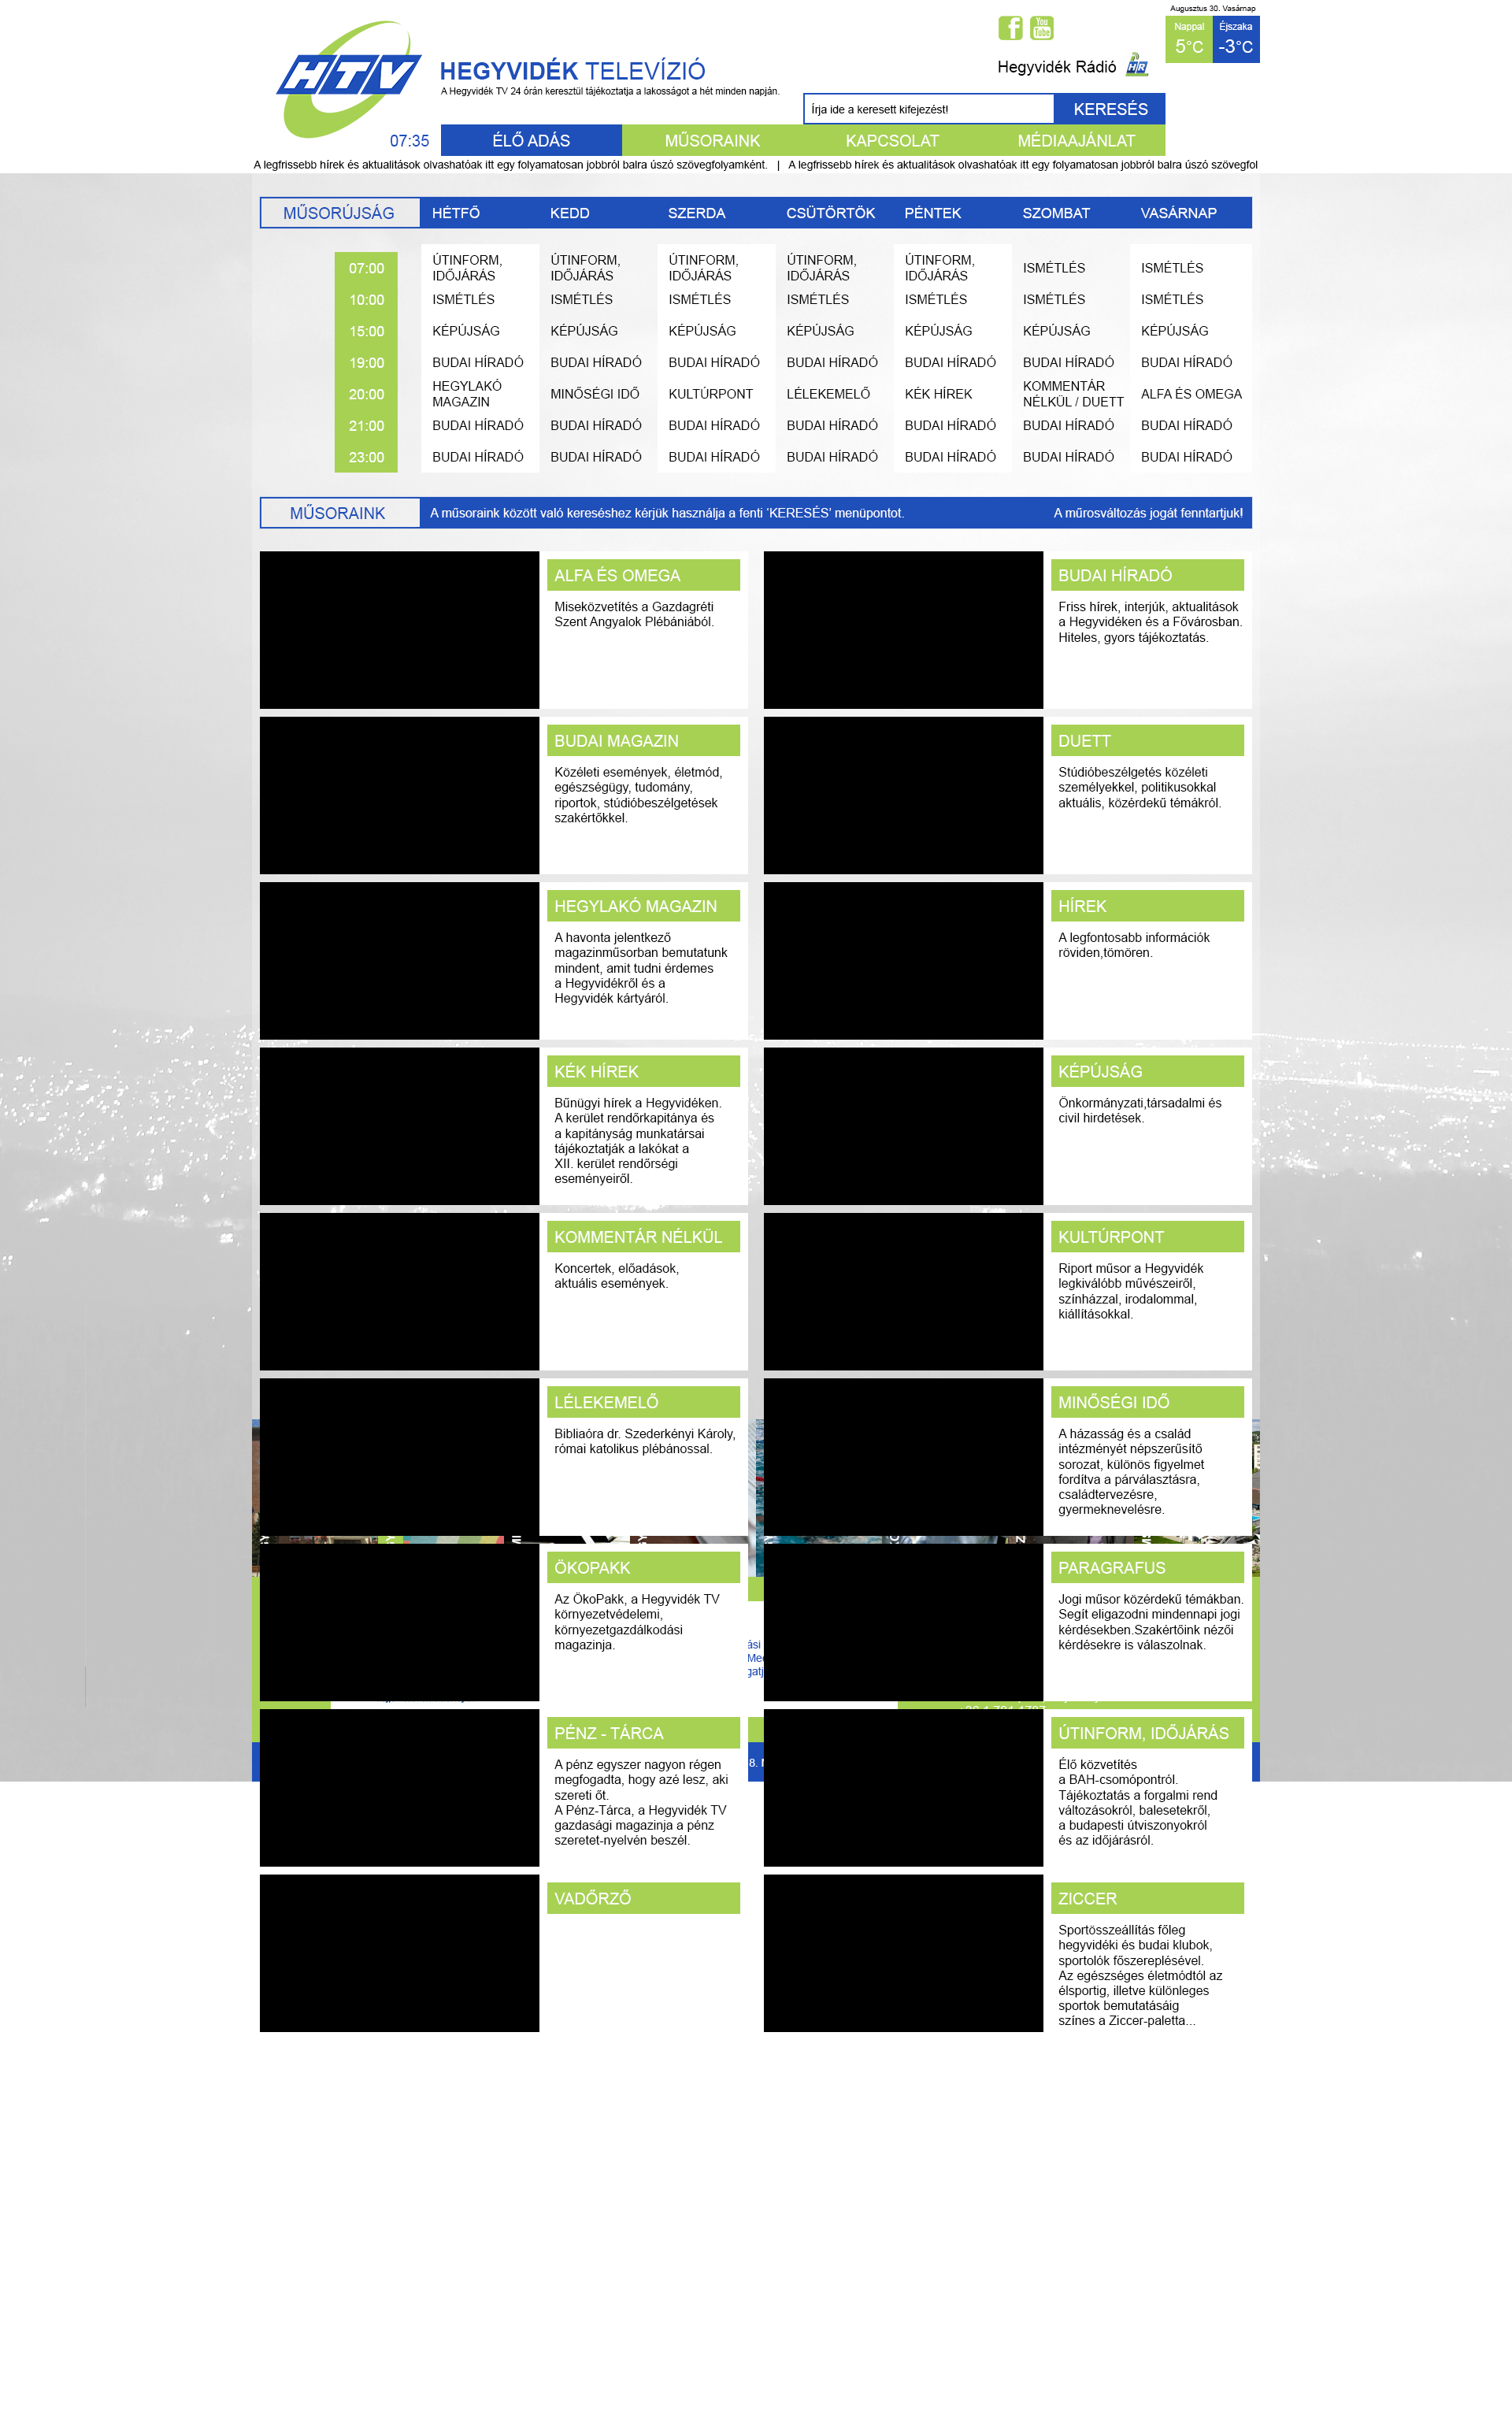 Augusztus 30. Vasárnap
Nappal
5°C
Éjszaka
-3°C
HTV
HEGYVIDÉK TELEVÍZIÓ
A Hegyvidék TV 24 órán keresztül tájékoztatja a lakosságot a hét minden napján.
You
Tube
Hegyvidék Rádió
HR
Írja ide a keresett kifejezést!
KERESÉS
07:35
ÉLŐ ADÁS
MŰSORAINK
KAPCSOLAT
MÉDIAAJÁNLAT
A legfrissebb hírek és aktualitások olvashatóak itt egy folyamatosan jobbról balra úszó szövegfolyamként. | A legfrissebb hírek és aktualitások olvashatóak itt egy folyamatosan jobbról balra úszó szövegfol
MŰSORÚJSÁG
HÉTFŐ KEDD SZERDA CSÜTÖRTÖK PÉNTEK SZOMBAT VASÁRNAP
07:00 ÚTINFORM, IDŐJÁRÁS ÚTINFORM, IDŐJÁRÁS ÚTINFORM, IDŐJÁRÁS ÚTINFORM, IDŐJÁRÁS ÚTINFORM, IDŐJÁRÁS ISMÉTLÉS ISMÉTLÉS
10:00 ISMÉTLÉS ISMÉTLÉS ISMÉTLÉS ISMÉTLÉS ISMÉTLÉS ISMÉTLÉS ISMÉTLÉS
15:00 KÉPÚJSÁG KÉPÚJSÁG KÉPÚJSÁG KÉPÚJSÁG KÉPÚJSÁG KÉPÚJSÁG KÉPÚJSÁG
19:00 BUDAI HÍRADÓ BUDAI HÍRADÓ BUDAI HÍRADÓ BUDAI HÍRADÓ BUDAI HÍRADÓ BUDAI HÍRADÓ BUDAI HÍRADÓ
20:00 HEGYLAKÓ MAGAZIN MINŐSÉGI IDŐ KULTÚRPONT LÉLEKEMELŐ KÉK HÍREK KOMMENTÁR NÉLKÜL / DUETT ALFA ÉS OMEGA
21:00 BUDAI HÍRADÓ BUDAI HÍRADÓ BUDAI HÍRADÓ BUDAI HÍRADÓ BUDAI HÍRADÓ BUDAI HÍRADÓ BUDAI HÍRADÓ
23:00 BUDAI HÍRADÓ BUDAI HÍRADÓ BUDAI HÍRADÓ BUDAI HÍRADÓ BUDAI HÍRADÓ BUDAI HÍRADÓ BUDAI HÍRADÓ
MŰSORAINK
A műsoraink között való kereséshez kérjük használja a fenti 'KERESÉS' menüpontot.
A műrosváltozás jogát fenntartjuk!
ALFA ÉS OMEGA
Miseközvetítés a Gazdagréti
Szent Angyalok Plébániából.
BUDAI HÍRADÓ
Friss hírek, interjúk, aktualitások
a Hegyvidéken és a Fővárosban.
Hiteles, gyors tájékoztatás.
BUDAI MAGAZIN
Közéleti események, életmód,
egészségügy, tudomány,
riportok, stúdióbeszélgetések
szakértőkkel.
DUETT
Stúdióbeszélgetés közéleti
személyekkel, politikusokkal
aktuális, közérdekű témákról.
HEGYLAKÓ MAGAZIN
A havonta jelentkező
magazinműsorban bemutatunk
mindent, amit tudni érdemes
a Hegyvidékről és a
Hegyvidék kártyáról.
HÍREK
A legfontosabb információk
röviden,tömören.
KÉK HÍREK
Bűnügyi hírek a Hegyvidéken.
A kerület rendőrkapitánya és
a kapitányság munkatársai
tájékoztatják a lakókat a
XII. kerület rendőrségi
eseményeiről.
KÉPÚJSÁG
Önkormányzati,társadalmi és
civil hirdetések.
KOMMENTÁR NÉLKÜL
Koncertek, előadások,
aktuális események.
KULTÚRPONT
Riport műsor a Hegyvidék
legkiválóbb művészeiről,
színházzal, irodalommal,
kiállításokkal.
LÉLEKEMELŐ
Bibliaóra dr. Szederkényi Károly,
római katolikus plébánossal.
MINŐSÉGI IDŐ
A házasság és a család
intézményét népszerűsítő
sorozat, különös figyelmet
fordítva a párválasztásra,
családtervezésre,
gyermeknevelésre.
ÖKOPAKK
Az ÖkoPakk, a Hegyvidék TV
környezetvédelemi,
környezetgazdálkodási
magazinja.
PARAGRAFUS
Jogi műsor közérdekű témákban.
Segít eligazodni mindennapi jogi
kérdésekben.Szakértőink nézői
kérdésekre is válaszolnak.
PÉNZ - TÁRCA
A pénz egyszer nagyon régen
megfogadta, hogy azé lesz, aki
szereti őt.
A Pénz-Tárca, a Hegyvidék TV
gazdasági magazinja a pénz
szeretet-nyelvén beszél.
ÚTINFORM, IDŐJÁRÁS
Élő közvetítés
a BAH-csomópontról.
Tájékoztatás a forgalmi rend
változásokról, balesetekről,
a budapesti útviszonyokról
és az időjárásról.
VADŐRZŐ
ZICCER
Sportösszeállítás főleg
hegyvidéki és budai klubok,
sportolók főszereplésével.
Az egészséges életmódtól az
élsportig, illetve különleges
sportok bemutatásáig
színes a Ziccer-paletta...